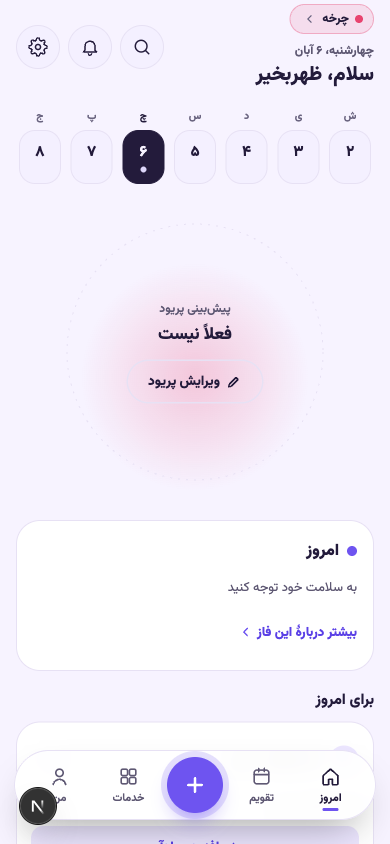 چرخه
چهارشنبه، ۶ آبان
سلام، ظهربخیر
ش ی د س چ پ ج
۲ ۳ ۴ ۵ ۶ ۷ ۸
پیش‌بینی پریود
فعلاً نیست
ویرایش پریود
امروز
به سلامت خود توجه کنید
بیشتر دربارهٔ این فاز
برای امروز
امروز تقویم خدمات من
N